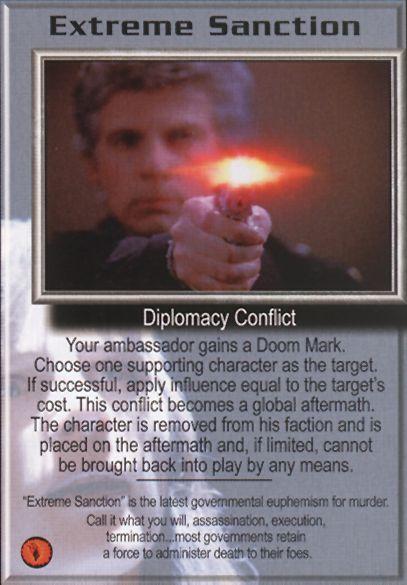 Extreme Sanction
Diplomacy Conflict
Your ambassador gains a Doom Mark.
Choose one supporting character as the target.
If successful, apply influence equal to the target's
cost. This conflict becomes a global aftermath.
The character is removed from his faction and is
placed on the aftermath and, if limited, cannot
be brought back into play by any means.
"Extreme Sanction" is the latest governmental euphemism for murder.
Call it what you will, assassination, execution,
termination...most governments retain
a force to administer death to their foes.